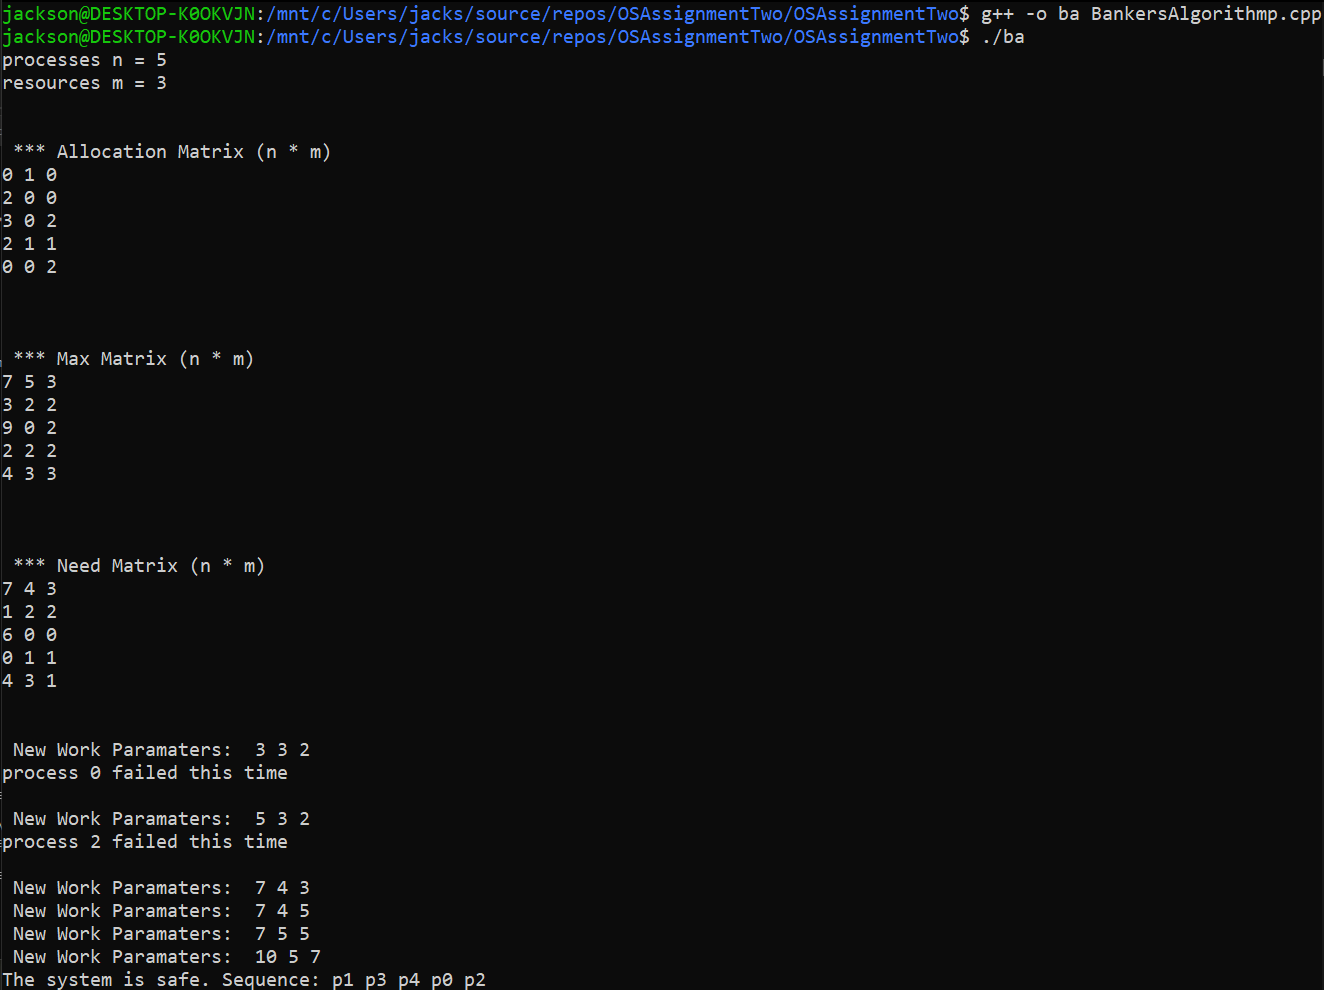 jackson@DESKTOP-K0OKVJN:/mnt/c/Users/jacks/source/repos/OSAssignmentTwo/OSAssignmentTwo$ g++ -o ba BankersAlgorithmp.cpp
jackson@DESKTOP-K0OKVJN:/mnt/c/Users/jacks/source/repos/OSAssignmentTwo/OSAssignmentTwo$ ./ba
processes n = 5
resources m = 3
*** Allocation Matrix (n * m)
0 1 0
2 0 0
3 0 2
2 1 1
0 0 2
*** Max Matrix (n * m)
7 5 3
3 2 2
9 0 2
2 2 2
4 3 3
*** Need Matrix (n * m)
7 4 3
1 2 2
6 0 0
0 1 1
4 3 1
New Work Paramaters:  3 3 2
process 0 failed this time
New Work Paramaters:  5 3 2
process 2 failed this time
New Work Paramaters:  7 4 3
New Work Paramaters:  7 4 5
New Work Paramaters:  7 5 5
New Work Paramaters:  10 5 7
The system is safe. Sequence: p1 p3 p4 p0 p2